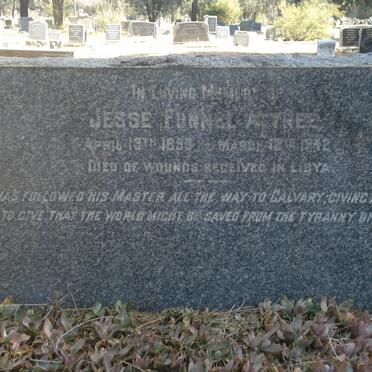 IN LOVING MEMORY OF
JESSE FUNNEL ATTREE
APRIL 19TH MARCH 12TH 1942
DIED OF WOUNDS RECEIVED IN LIBYA.
HAS FOLLOWED HIS MASTER ALL THE WAY TO CALVARY, GIVING
TO GIVE, THAT THE WORLD MIGHT BE SAVED FROM THE TYRANNY OF